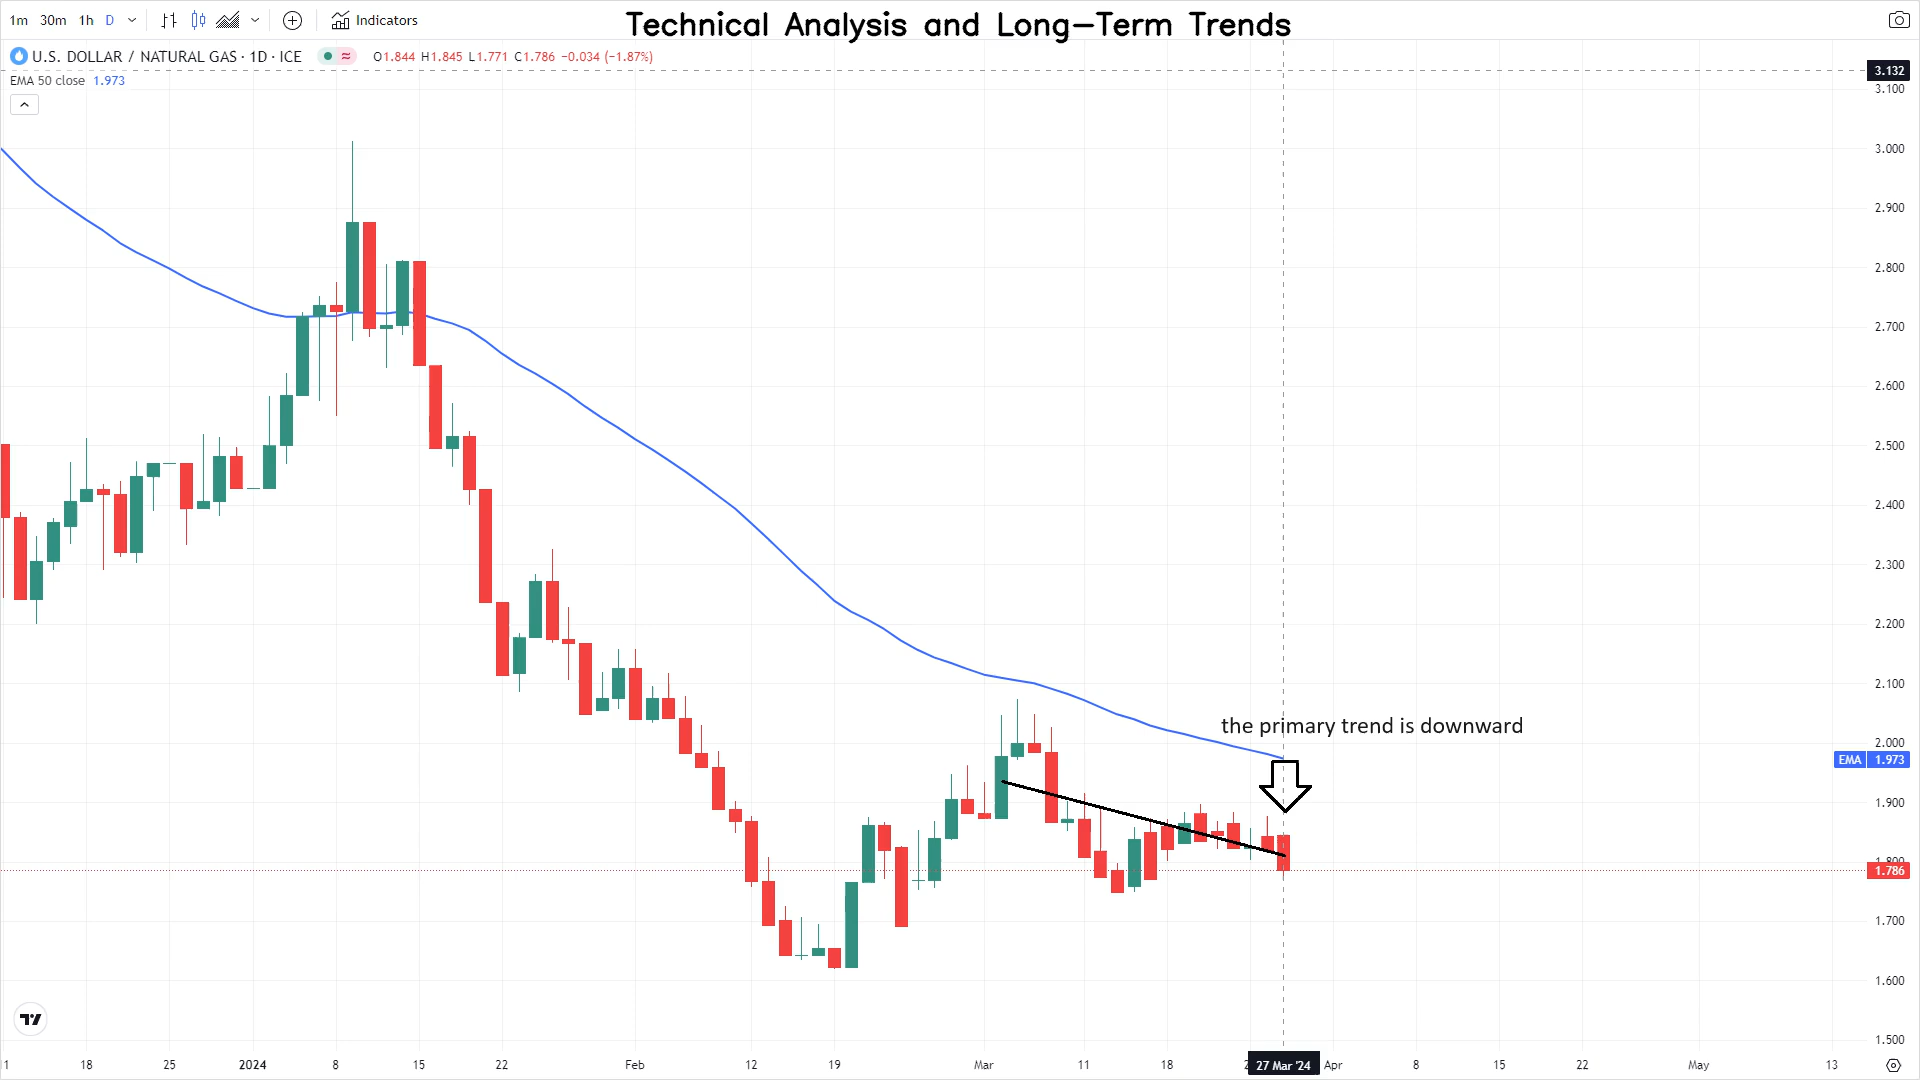 1m 30m 1h D Indicators
Technical Analysis and Long-Term Trends
U.S. DOLLAR / NATURAL GAS · 1D · ICE O1.844 H1.845 L1.771 C1.786 −0.034 (−1.87%)
EMA 50 close 1.973
3.132
3.100
3.000
2.900
2.800
2.700
2.600
2.500
2.400
2.300
2.200
2.100
the primary trend is downward
2.000
EMA 1.973
1.900
1.800
1.786
1.700
1.600
1.500
11 18 25 2024 8 15 22 Feb 12 19 Mar 11 18 27 Mar '24 Apr 8 15 22 May 13